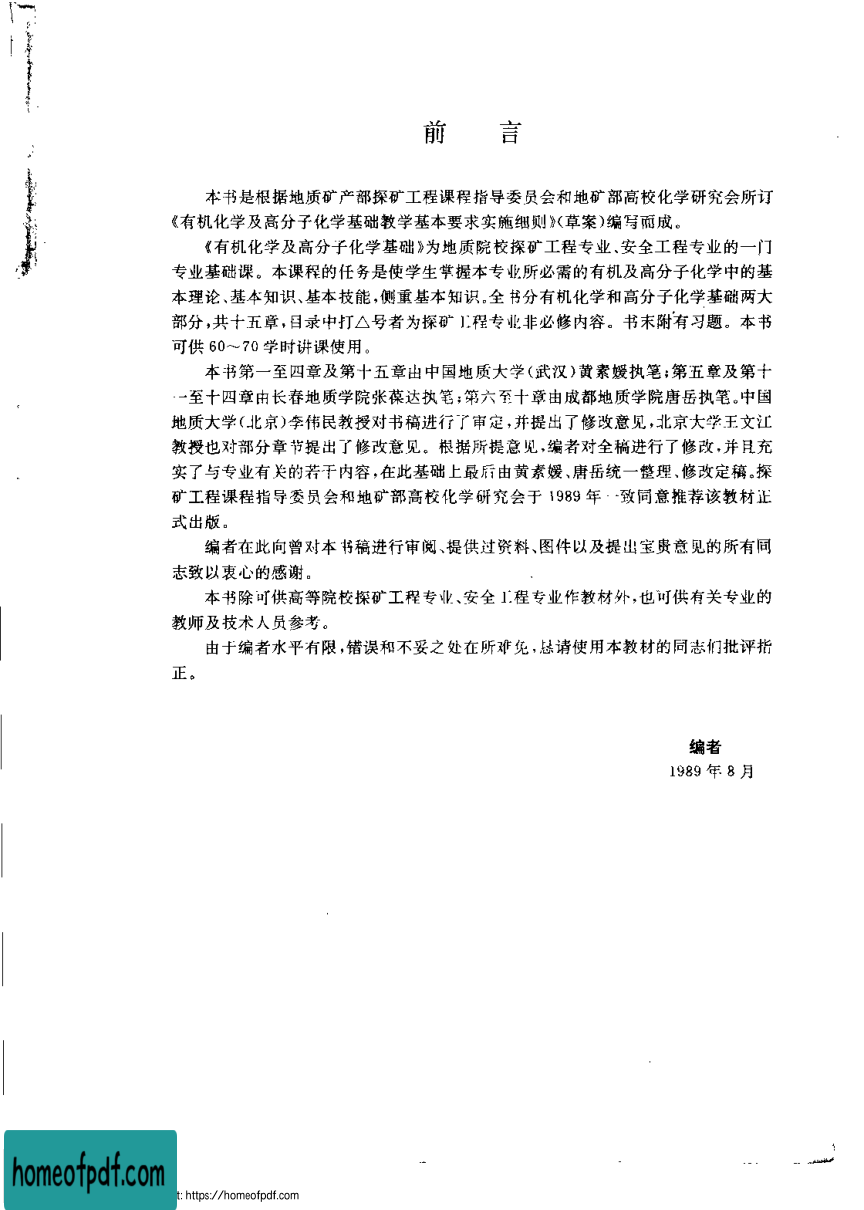 前 言
本书是根据地质矿产部探矿工程课程指导委员会和地矿部高校化学研究会所订
《有机化学及高分子化学基础教学基本要求实施细则》(草案)编写而成。
《有机化学及高分子化学基础》为地质院校探矿工程专业、安全工程专业的一门
专业基础课。本课程的任务是使学生掌握本专业所必需的有机及高分子化学中的基
本理论、基本知识、基本技能,侧重基本知识。全书分有机化学和高分子化学基础两大
部分,共十五章,目录中打△号者为探矿工程专业非必修内容。书末附有习题。本书
可供60～70学时讲课使用。
本书第一至四章及第十五章由中国地质大学(武汉)黄素媛执笔;第五章及第十
一至十四章由长春地质学院张葆达执笔;第六至十章由成都地质学院唐岳执笔。中国
地质大学(北京)李伟民教授对书稿进行了审定,并提出了修改意见,北京大学王文江
教授也对部分章节提出了修改意见。根据所提意见,编者对全稿进行了修改,并且充
实了与专业有关的若干内容,在此基础上最后由黄素媛、唐岳统一整理、修改定稿。探
矿工程课程指导委员会和地矿部高校化学研究会于1989年一致同意推荐该教材正
式出版。
编者在此向曾对本书稿进行审阅、提供过资料、图件以及提出宝贵意见的所有同
志致以衷心的感谢。
本书除可供高等院校探矿工程专业、安全工程专业作教材外,也可供有关专业的
教师及技术人员参考。
由于编者水平有限,错误和不妥之处在所难免,恳请使用本教材的同志们批评指
正。
编者
1989年8月
homeofpdf.com
t: https://homeofpdf.com